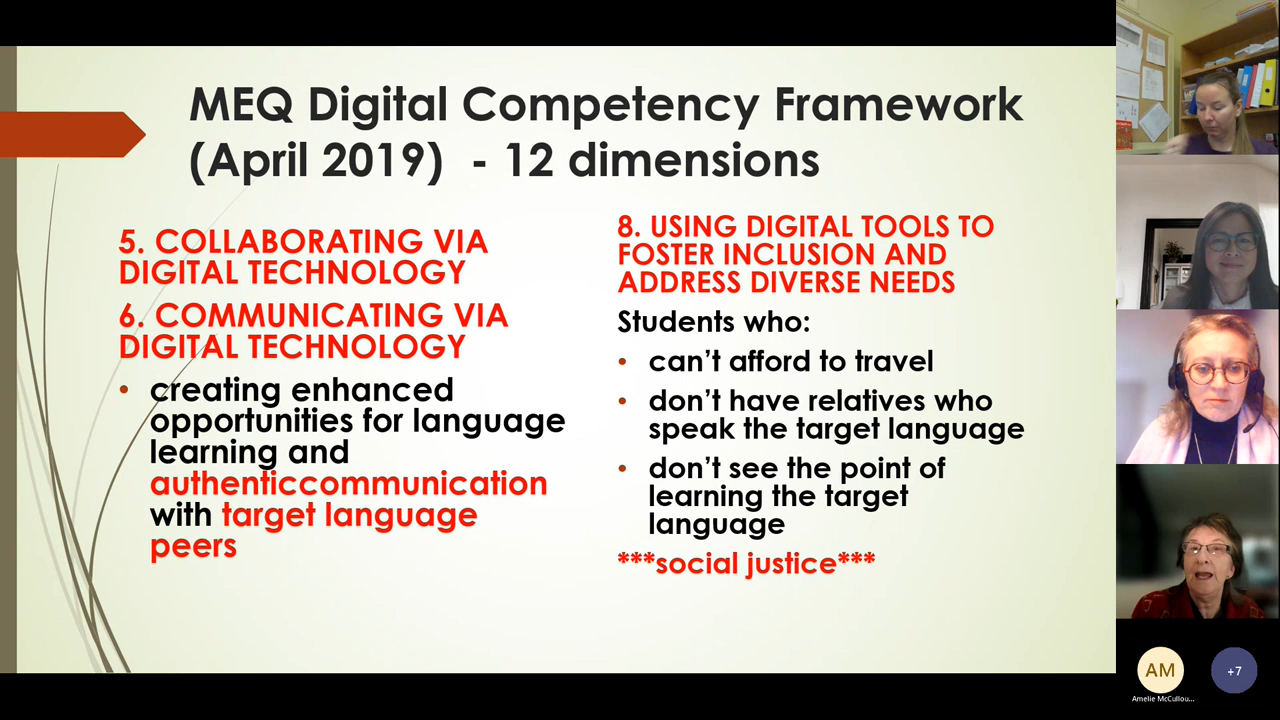 MEQ Digital Competency Framework
(April 2019) - 12 dimensions
5. COLLABORATING VIA
DIGITAL TECHNOLOGY
6. COMMUNICATING VIA
DIGITAL TECHNOLOGY
• creating enhanced
opportunities for language
learning and
authenticcommunication
with target language
peers
8. USING DIGITAL TOOLS TO
FOSTER INCLUSION AND
ADDRESS DIVERSE NEEDS
Students who:
• can't afford to travel
• don't have relatives who
speak the target language
• don't see the point of
learning the target
language
***social justice***
AM
+7
Amelie McCullou...